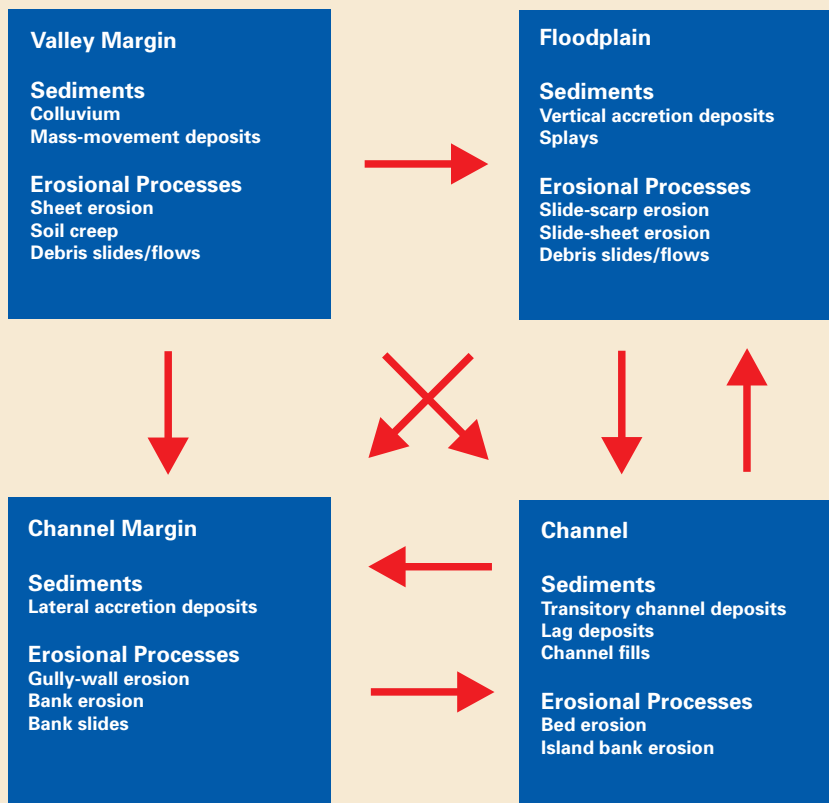 Valley Margin
Sediments
Colluvium
Mass-movement deposits
Erosional Processes
Sheet erosion
Soil creep
Debris slides/flows
Floodplain
Sediments
Vertical accretion deposits
Splays
Erosional Processes
Slide-scarp erosion
Slide-sheet erosion
Debris slides/flows
Channel Margin
Sediments
Lateral accretion deposits
Erosional Processes
Gully-wall erosion
Bank erosion
Bank slides
Channel
Sediments
Transitory channel deposits
Lag deposits
Channel fills
Erosional Processes
Bed erosion
Island bank erosion